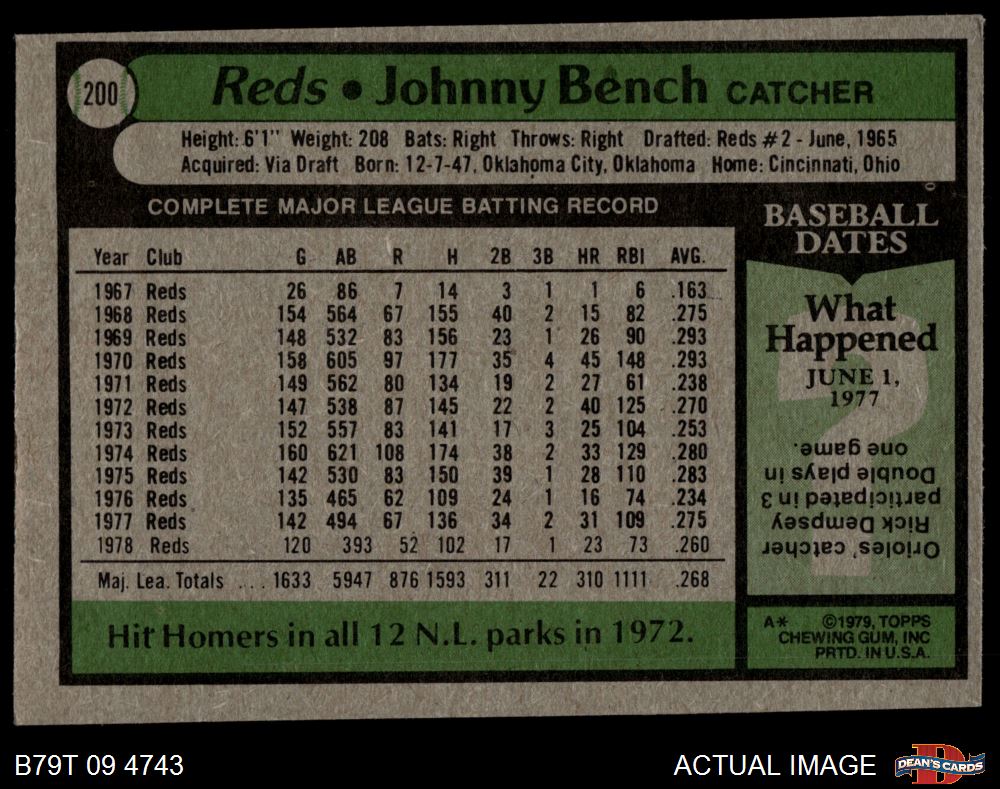 200
Reds • Johnny Bench CATCHER
Height: 6'1" Weight: 208 Bats: Right Throws: Right Drafted: Reds #2 - June, 1965
Acquired: Via Draft Born: 12-7-47, Oklahoma City, Oklahoma Home: Cincinnati, Ohio
COMPLETE MAJOR LEAGUE BATTING RECORD
Year Club G AB R H 2B 3B HR RBI AVG.
1967 Reds 26 86 7 14 3 1 1 6 .163
1968 Reds 154 564 67 155 40 2 15 82 .275
1969 Reds 148 532 83 156 23 1 26 90 .293
1970 Reds 158 605 97 177 35 4 45 148 .293
1971 Reds 149 562 80 134 19 2 27 61 .238
1972 Reds 147 538 87 145 22 2 40 125 .270
1973 Reds 152 557 83 141 17 3 25 104 .253
1974 Reds 160 621 108 174 38 2 33 129 .280
1975 Reds 142 530 83 150 39 1 28 110 .283
1976 Reds 135 465 62 109 24 1 16 74 .234
1977 Reds 142 494 67 136 34 2 31 109 .275
1978 Reds 120 393 52 102 17 1 23 73 .260
Maj. Lea. Totals .... 1633 5947 876 1593 311 22 310 1111 .268
Hit Homers in all 12 N.L. parks in 1972.
BASEBALL
DATES
What
Happened
JUNE 1,
1977
?
Orioles' catcher
Rick Dempsey
participated in 3
Double plays in
one game.
A* ©1979, TOPPS
CHEWING GUM, INC
PRTD. IN U.S.A.
B79T 09 4743
ACTUAL IMAGE
D
DEAN'S CARDS